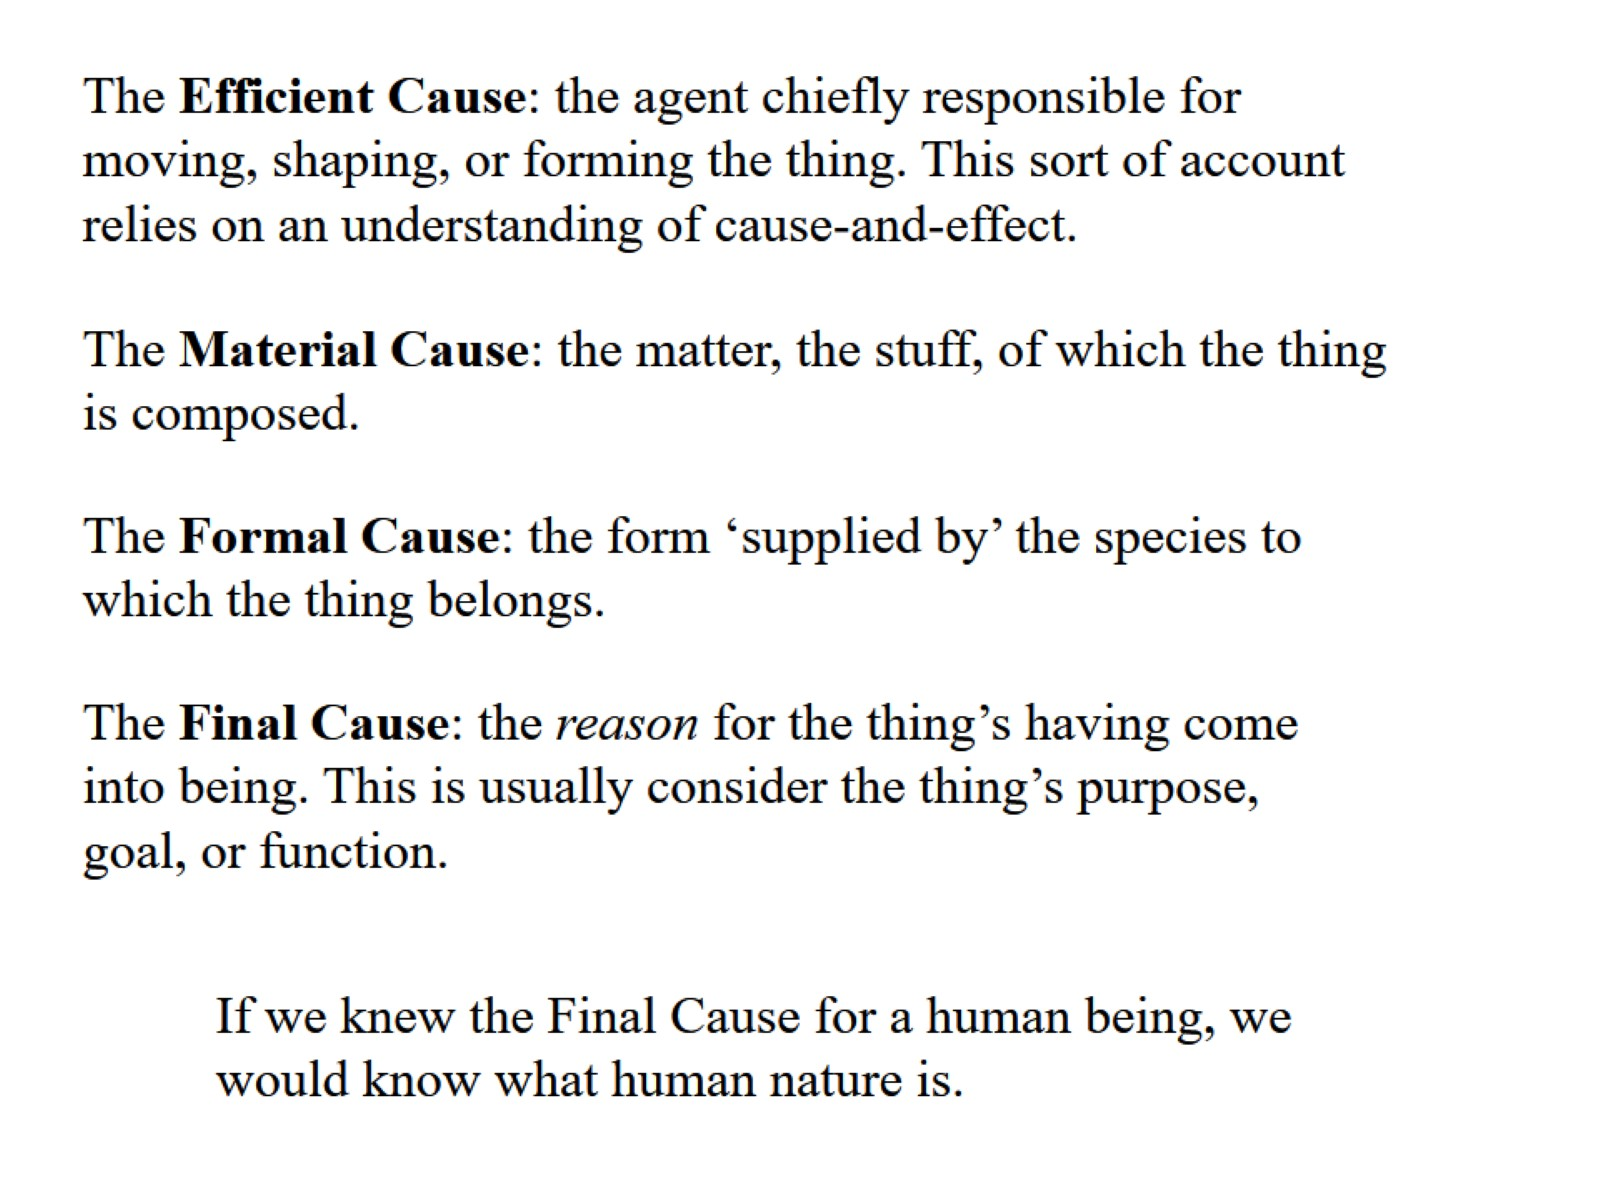 The Efficient Cause: the agent chiefly responsible for
moving, shaping, or forming the thing. This sort of account
relies on an understanding of cause-and-effect.
The Material Cause: the matter, the stuff, of which the thing
is composed.
The Formal Cause: the form ‘supplied by’ the species to
which the thing belongs.
The Final Cause: the reason for the thing’s having come
into being. This is usually consider the thing’s purpose,
goal, or function.
If we knew the Final Cause for a human being, we
would know what human nature is.